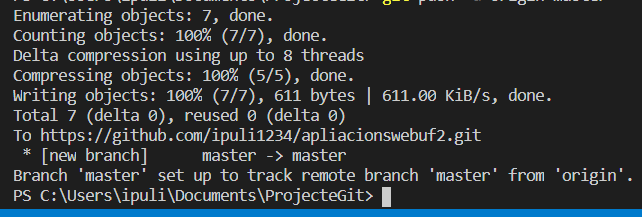 Enumerating objects: 7, done.
Counting objects: 100% (7/7), done.
Delta compression using up to 8 threads
Compressing objects: 100% (5/5), done.
Writing objects: 100% (7/7), 611 bytes | 611.00 KiB/s, done.
Total 7 (delta 0), reused 0 (delta 0)
To https://github.com/ipuli1234/apliacionswebuf2.git
 * [new branch]      master -> master
Branch 'master' set up to track remote branch 'master' from 'origin'.
PS C:\Users\ipuli\Documents\ProjecteGit>